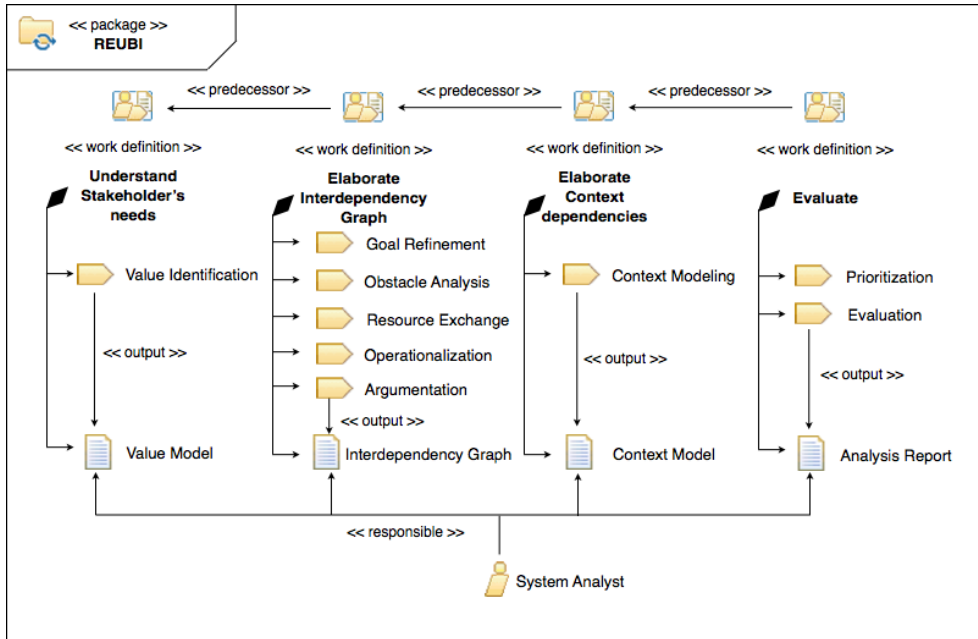 << package >>
REUBI
<< predecessor >>
<< predecessor >>
<< predecessor >>
<< work definition >>
<< work definition >>
<< work definition >>
<< work definition >>
Understand
Stakeholder's
needs
Elaborate
Interdependency
Graph
Elaborate
Context
dependencies
Evaluate
Value Identification
<< output >>
Value Model
Goal Refinement
Obstacle Analysis
Resource Exchange
Operationalization
Argumentation
<< output >>
Interdependency Graph
Context Modeling
<< output >>
Context Model
Prioritization
Evaluation
<< output >>
Analysis Report
<< responsible >>
System Analyst